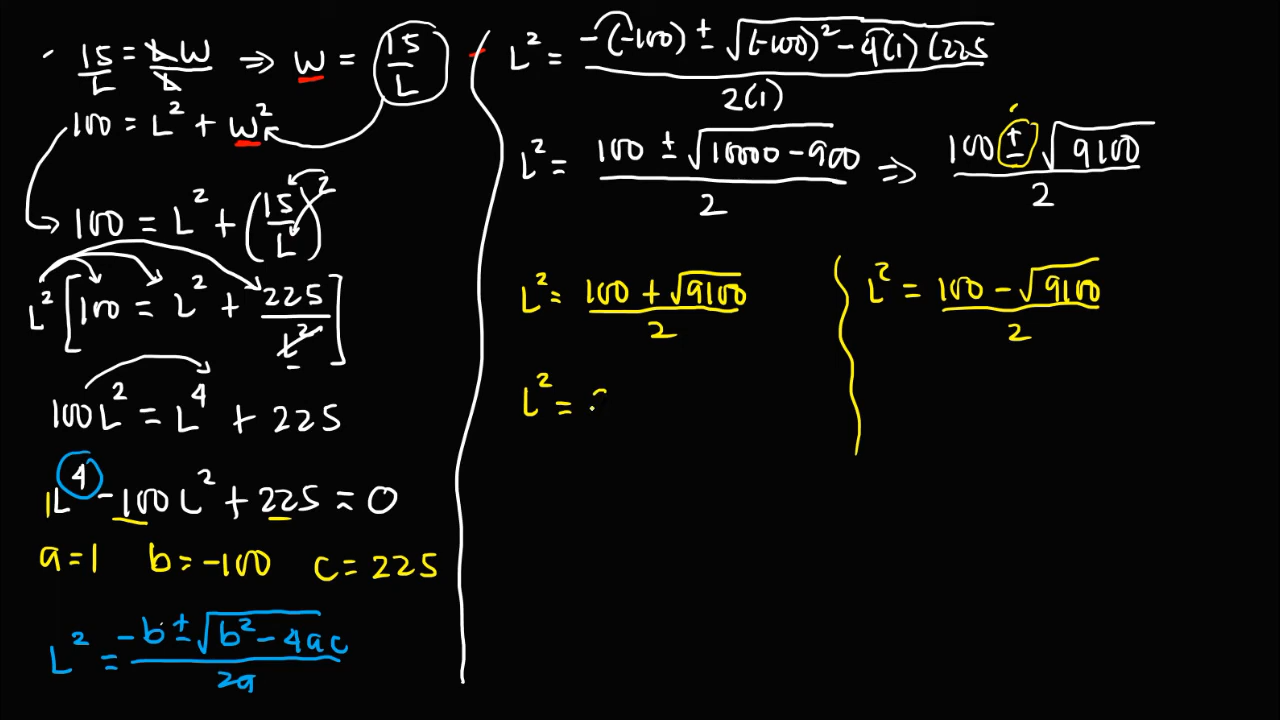 15/L = LW/L ⇒ W = 15/L
100 = L² + W²
100 = L² + (15/L)²
L² [100 = L² + 225/L²]
100L² = L⁴ + 225
1L⁴ - 100L² + 225 = 0
a = 1 b = -100 c = 225
L² = -b ± √b² - 4ac / 2a
L² = -(-100) ± √(-100)² - 4(1)(225 / 2(1)
L² = 100 ± √10000 - 900 / 2 ⇒ 100 ± √9100 / 2
L² = 100 + √9100 / 2
L² = 100 - √9100 / 2
L² =